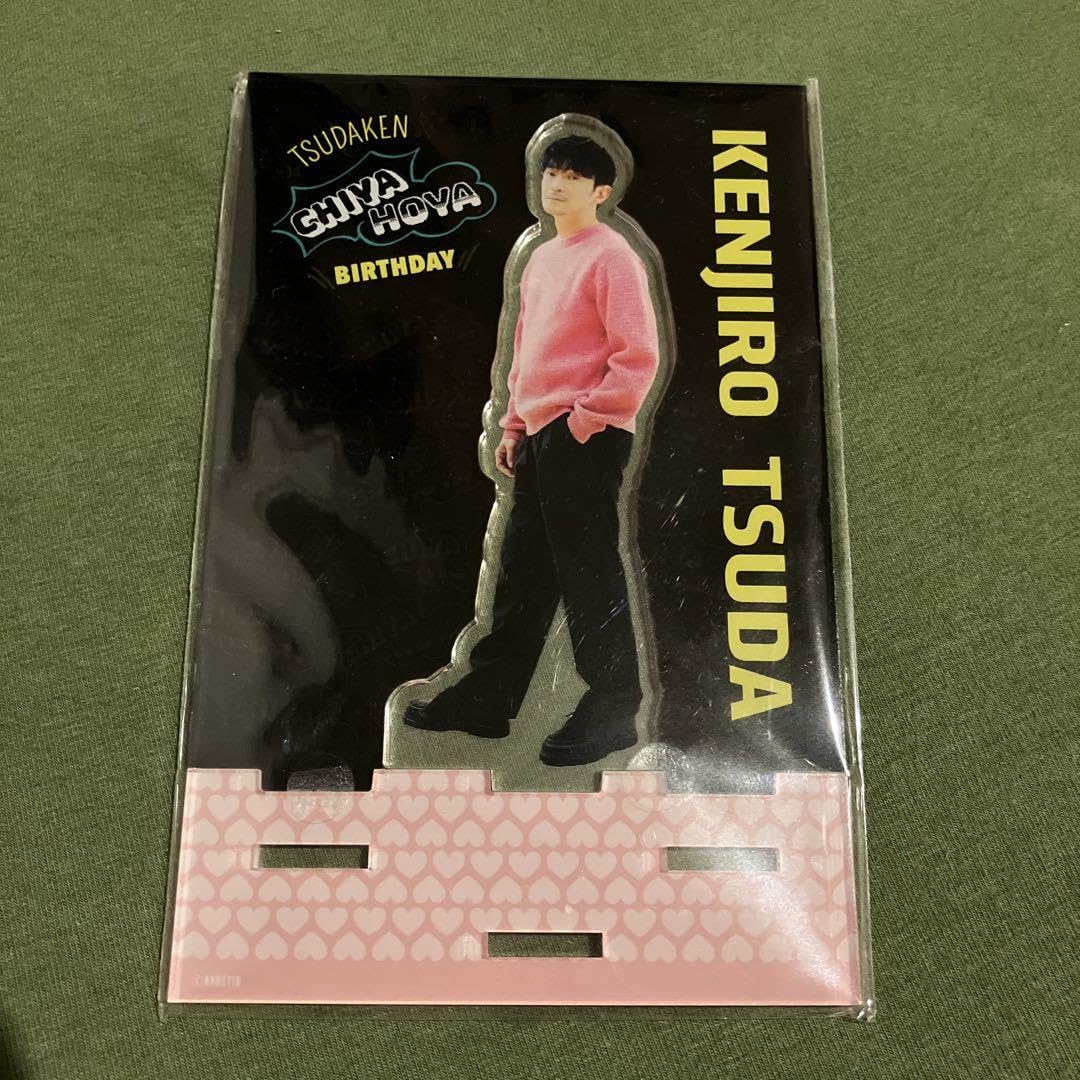 TSUDAKEN
CHIYA
HOYA
BIRTHDAY
KENJIRO TSUDA